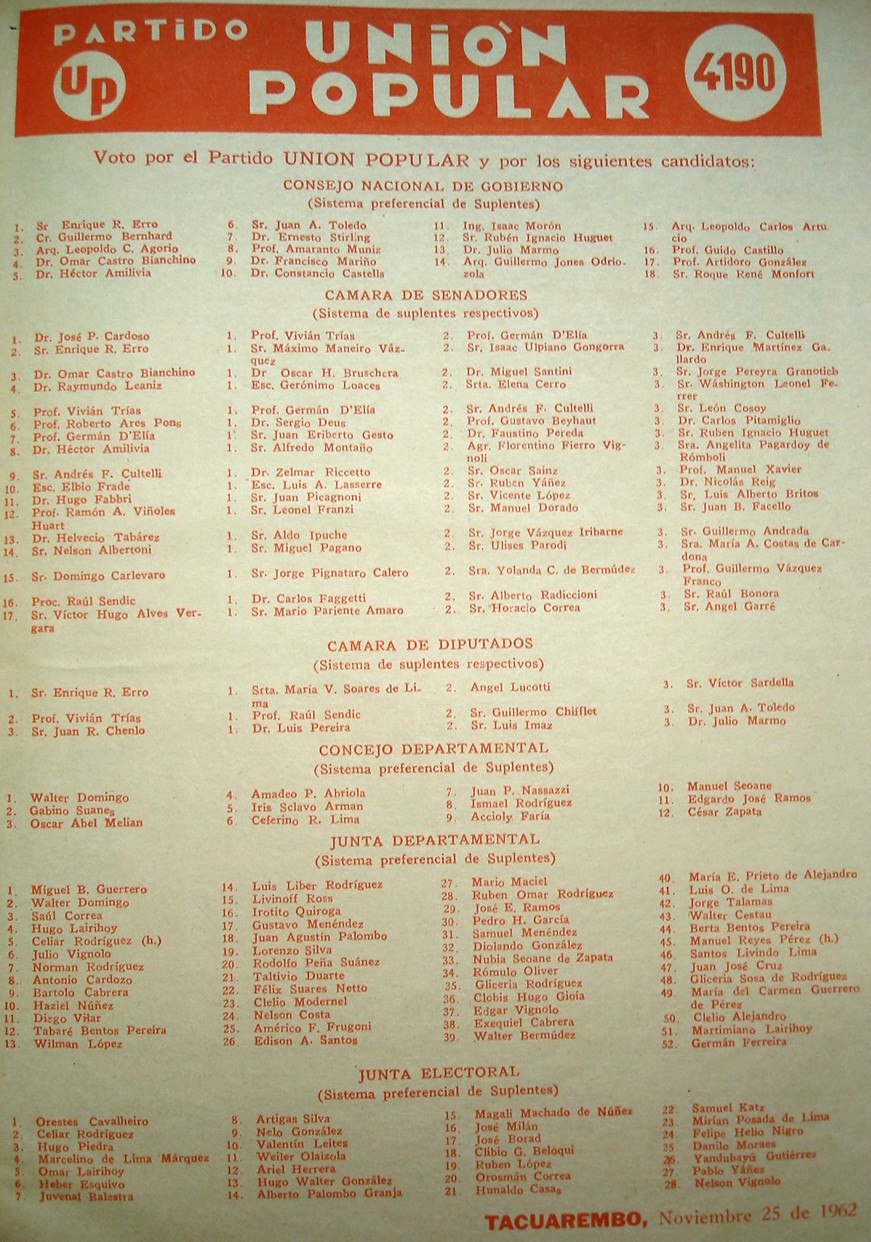 PARTiDO
UNiÓN
POPULAR
up
4190
Voto por el Partido UNION POPULAR y por los siguientes candidatos:
CONSEJO NACIONAL DE GOBIERNO
(Sistema preferencial de Suplentes)
1. Sr Enrique R. Erro
2. Cr. Guillermo Bernhard
3. Arq. Leopoldo C. Agorio
4. Dr. Omar Castro Bianchino
5. Dr. Héctor Amilivia
6. Sr. Juan A. Toledo
7. Dr. Ernesto Stirling
8. Prof. Amaranto Muniz
9. Dr. Francisco Mariño
10. Dr. Constancio Castells
11. Ing. Isaac Morón
12. Sr. Rubén Ignacio Huguet
13. Dr. Julio Marmo
14. Arq. Guillermo Jones Odrio-
zola
15. Arq. Leopoldo Carlos Artu-
cio
16. Prof. Guido Castillo
17. Prof. Artidoro González
18. Sr. Roque René Monfort
CAMARA DE SENADORES
(Sistema de suplentes respectivos)
1. Dr. José P. Cardoso 1. Prof. Vivián Trías 2. Prof. Germán D'Elía 3. Sr. Andrés F. Cultelli
2. Sr. Enrique R. Erro 1. Sr. Máximo Maneiro Váz- 2. Sr. Isaac Ulpiano Gongorra 3. Dr. Enrique Martínez Ga-
quez llardo
3. Dr. Omar Castro Bianchino 1. Dr Oscar H. Bruschera 2. Dr. Miguel Santini 3. Sr. Jorge Pereyra Granotich
4. Dr. Raymundo Leaniz 1. Esc. Gerónimo Loaces 2. Srta. Elena Cerro 3. Sr. Wáshington Leonel Fe-
rrer
5. Prof. Vivián Trías 1. Prof. Germán D'Elía 2. Sr. Andrés F. Cultelli 3. Sr. León Cosoy
6. Prof. Roberto Ares Pons 1. Dr. Sergio Deus 2. Prof. Gustavo Beyhaut 3. Dr. Carlos Pitamiglio
7. Prof. Germán D'Elía 1. Sr. Juan Eriberto Gesto 2. Dr. Faustino Pereda 3. Sr. Ruben Ignacio Huguet
8. Dr. Héctor Amilivia 1. Sr. Alfredo Montaño 2. Agr. Florentino Fierro Vig- 3. Sra. Angelita Pagardoy de
noli Rómboli
9. Sr. Andrés F. Cultelli 1. Dr. Zelmar Riccetto 2. Sr. Oscar Sainz 3. Prof. Manuel Xavier
10. Esc. Elbio Frade 1. Esc. Luis A. Lasserre 2. Sr. Ruben Yáñez 3. Dr. Nicolás Reig
11. Dr. Hugo Fabbri 1. Sr. Juan Picagnoni 2. Sr. Vicente López 3. Sr, Luis Alberto Britos
12. Prof. Ramón A. Viñoles 1. Sr. Leonel Franzi 2. Sr. Manuel Dorado 3. Sr. Juan B. Facello
Huart
13. Dr. Helvecio Tabárez 1. Sr. Aldo Ipuche 2. Sr. Jorge Vázquez Iribarne 3. Sr. Guillermo Andrada
14. Sr. Nelson Albertoni 1. Sr. Miguel Pagano 2. Sr. Ulises Parodi 3. Sra. María A. Costas de Car-
dona
15. Sr. Domingo Carlevaro 1. Sr. Jorge Pignataro Calero 2. Sra. Yolanda C. de Bermúdez 3. Prof. Guillermo Vázquez
Franco
16. Proc. Raúl Sendic 1. Dr. Carlos Faggetti 2. Sr. Alberto Radiccioni 3. Sr. Raúl Bonora
17. Sr. Víctor Hugo Alves Ver- 1. Sr. Mario Pariente Amaro 2. Sr. Horacio Correa 3. Sr. Angel Garré
gara
CAMARA DE DIPUTADOS
(Sistema de suplentes respectivos)
1. Sr. Enrique R. Erro 1. Srta. María V. Soares de Li- 2. Angel Lucotti 3. Sr. Víctor Sardella
ma
2. Prof. Vivián Trías 1. Prof. Raúl Sendic 2. Sr. Guillermo Chifflet 3. Sr. Juan A. Toledo
3. Sr. Juan R. Chenlo 1. Dr. Luis Pereira 2. Sr. Luis Imaz 3. Dr. Julio Marmo
CONCEJO DEPARTAMENTAL
(Sistema preferencial de Suplentes)
1. Walter Domingo
2. Gabino Suanes
3. Oscar Abel Melian
4. Amadeo P. Abriola
5. Iris Sclavo Arman
6. Ceferino R. Lima
7. Juan P. Nassazzi
8. Ismael Rodríguez
9. Accioly Faría
10. Manuel Seoane
11. Edgardo José Ramos
12. César Zapata
JUNTA DEPARTAMENTAL
(Sistema preferencial de Suplentes)
1. Miguel B. Guerrero
2. Walter Domingo
3. Saúl Correa
4. Hugo Lairihoy
5. Celiar Rodríguez (h.)
6. Julio Vignolo
7. Norman Rodríguez
8. Antonio Cardozo
9. Bartolo Cabrera
10. Haziel Núñez
11. Diego Vilar
12. Tabaré Bentos Pereira
13. Wilman López
14. Luis Liber Rodríguez
15. Livinoff Ross
16. Irotito Quiroga
17. Gustavo Menéndez
18. Juan Agustín Palombo
19. Lorenzo Silva
20. Rodolfo Peña Suánez
21. Taltivio Duarte
22. Félix Suares Netto
23. Clelio Modernel
24. Nelson Costa
25. Américo F. Frugoni
26. Edison A. Santos
27. Mario Maciel
28. Ruben Omar Rodríguez
29. José E. Ramos
30. Pedro H. García
31. Samuel Menéndez
32. Diolando González
33. Nubia Seoane de Zapata
34. Rómulo Oliver
35. Gliceria Rodríguez
36. Clobis Hugo Gioia
37. Edgar Vignolo
38. Exequiel Cabrera
39. Walter Bermúdez
40. María E. Prieto de Alejandro
41. Luis O. de Lima
42. Jorge Talamas
43. Walter Cestau
44. Berta Bentos Pereira
45. Manuel Reyes Pérez (h.)
46. Santos Livindo Lima
47. Juan José Cruz
48. Gliceria Sosa de Rodríguez
49. María del Carmen Guerrero
de Pérez
50. Clelio Alejandro
51. Martimiano Lairihoy
52. Germán Ferreira
JUNTA ELECTORAL
(Sistema preferencial de Suplentes)
1. Orestes Cavalheiro
2. Celiar Rodríguez
3. Hugo Piedra
4. Marcelino de Lima Márquez
5. Omar Lairihoy
6. Heber Esquivo
7. Juvenal Balestra
8. Artigas Silva
9. Nelo González
10. Valentín Leites
11. Weiler Olaizola
12. Ariel Herrera
13. Hugo Walter González
14. Alberto Palombo Granja
15. Magali Machado de Núñez
16. José Milán
17. José Borad
18. Clibio G. Beloqui
19. Ruben López
20. Orosmán Correa
21. Hunaldo Casas
22. Samuel Katz
23. Mirian Posada de Lima
24. Felipe Helio Nigro
25. Danilo Moraes
26. Yandubayú Gutiérrez
27. Pablo Yáñez
28. Nelson Vignolo
TACUAREMBO, Noviembre 25 de 1962